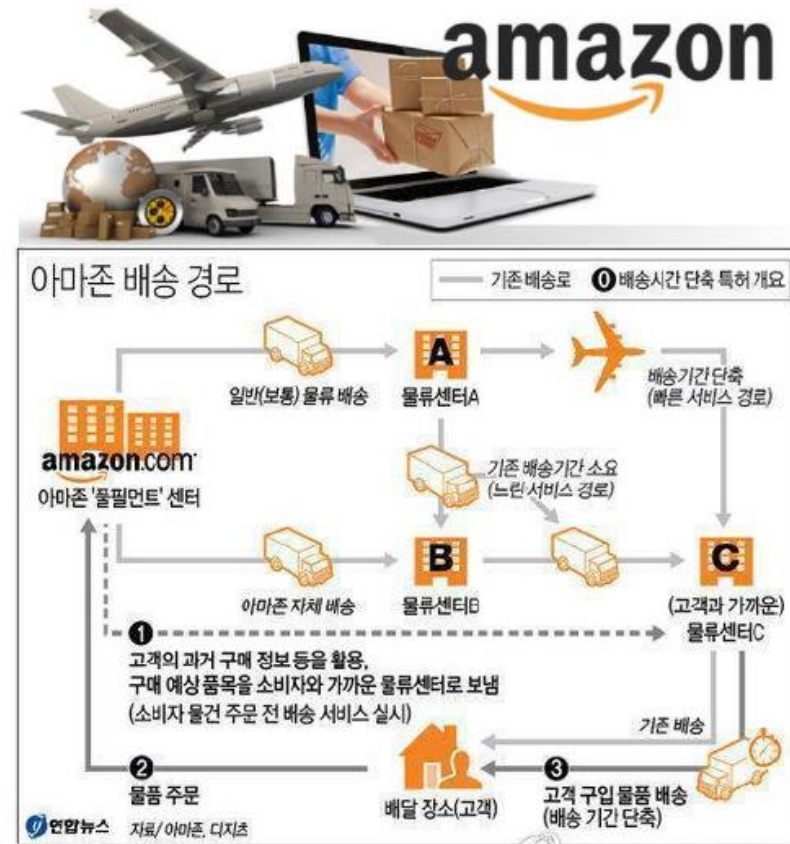 amazon
아마존 배송 경로
기존 배송로
0 배송시간 단축 특허 개요
일반(보통) 물류 배송
A
물류센터A
배송기간 단축
(빠른 서비스 경로)
amazon.com
아마존 '풀필먼트' 센터
기존 배송기간 소요
(느린 서비스 경로)
아마존 자체 배송
B
물류센터B
C
(고객과 가까운)
물류센터C
1
고객의 과거 구매 정보 등을 활용,
구매 예상 품목을 소비자와 가까운 물류센터로 보냄
(소비자 물건 주문 전 배송 서비스 실시)
기존 배송
2
물품 주문
배달 장소(고객)
3
고객 구입 물품 배송
(배송 기간 단축)
연합뉴스 자료/ 아마존, 디지츠